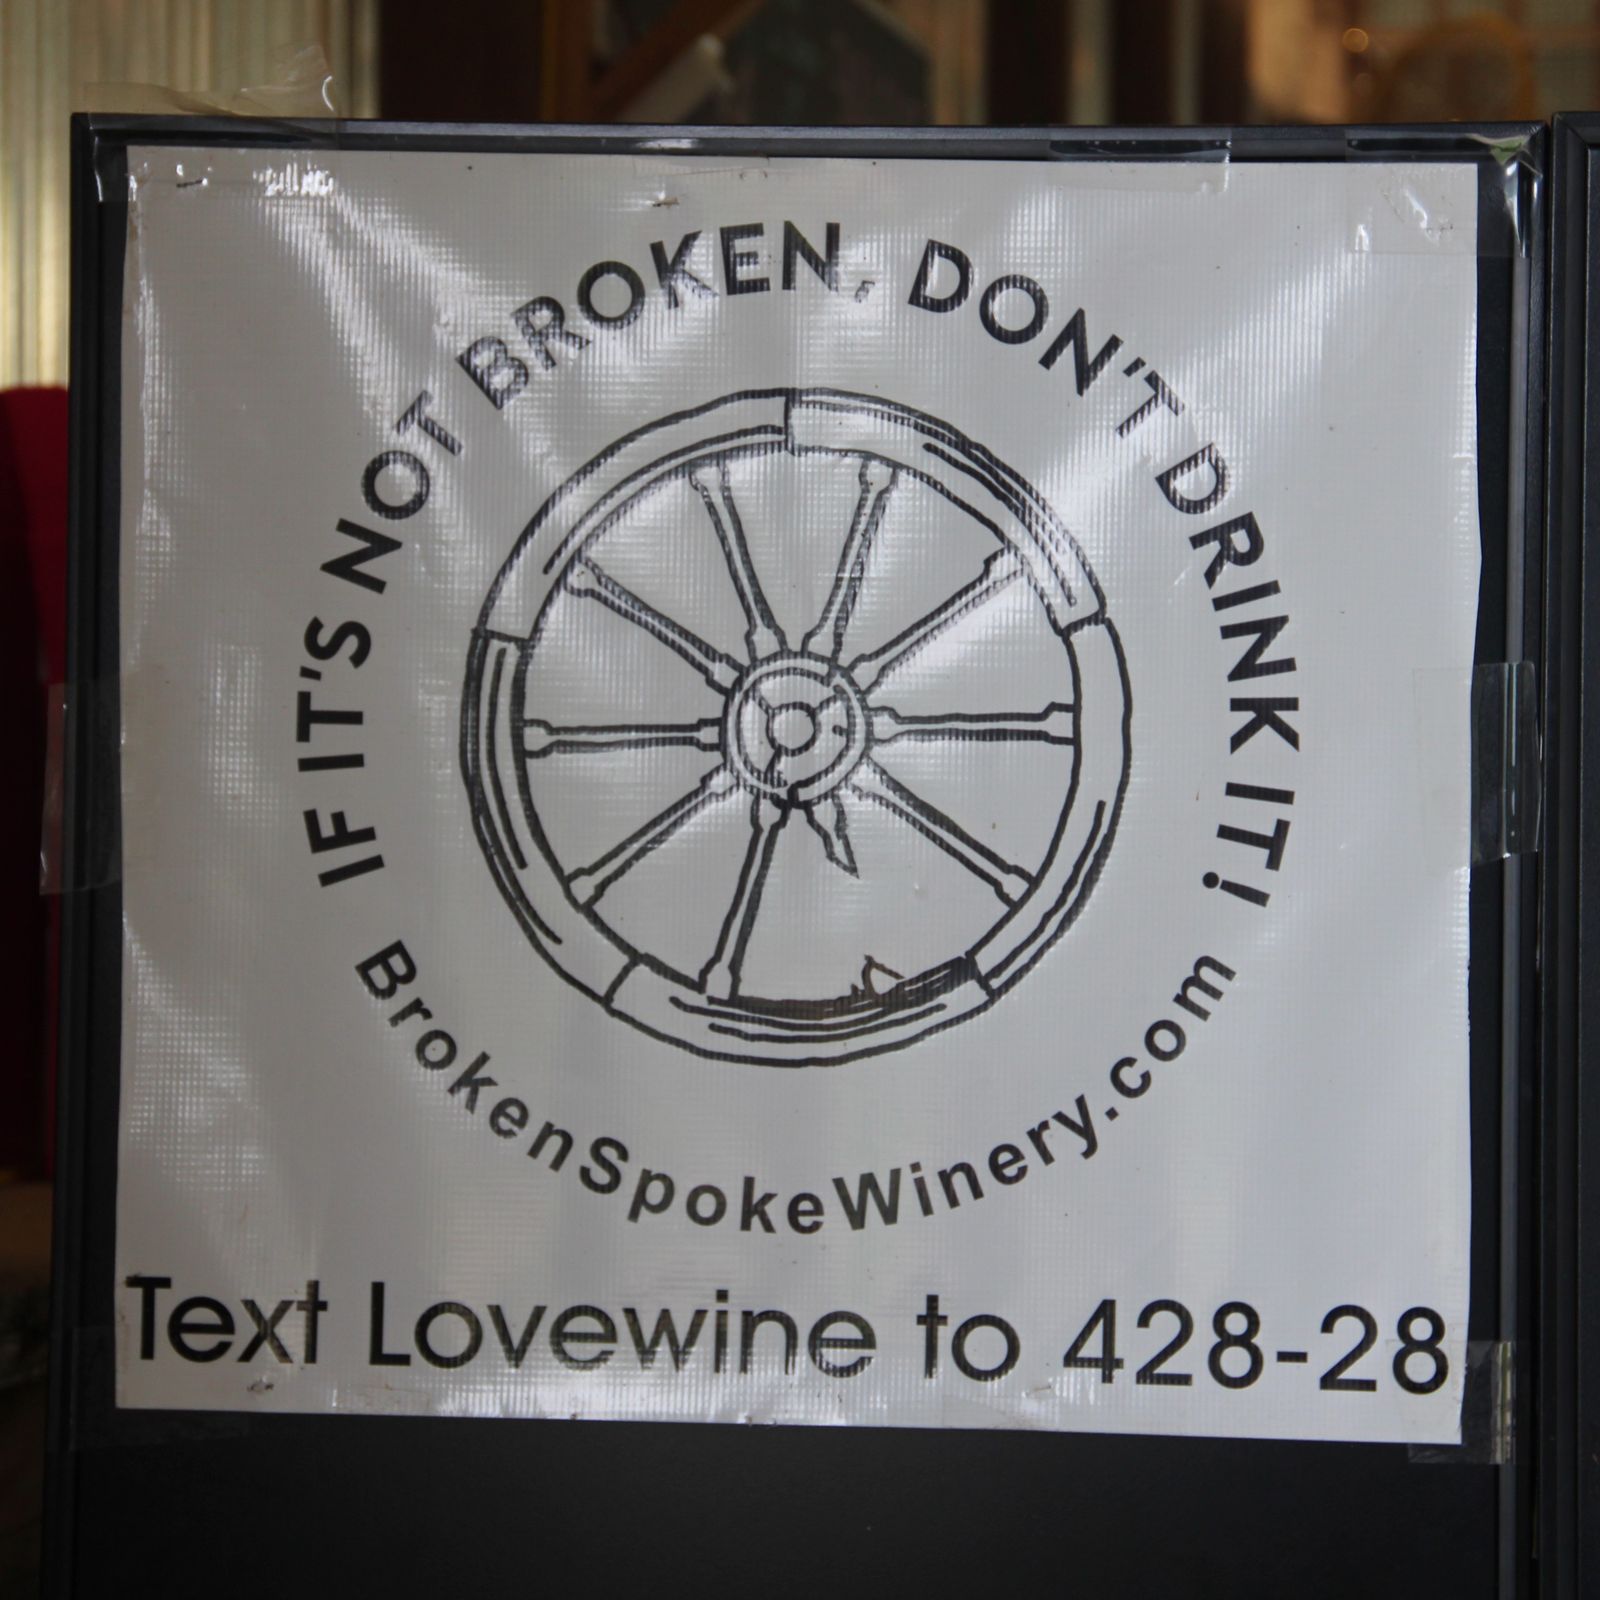 IF IT'S NOT BROKEN, DON'T DRINK IT!
BrokenSpokeWinery.com
Text Lovewine to 428-28